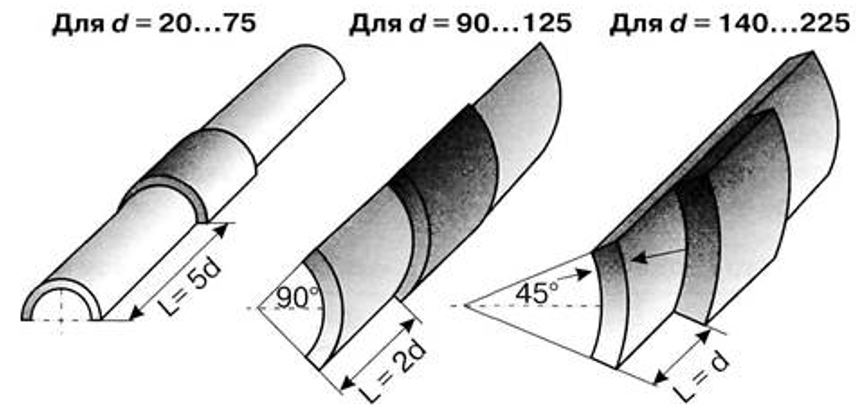 Для d = 20...75
Для d = 90...125
Для d = 140...225
L= 5d
90°
L = 2d
45°
L = d